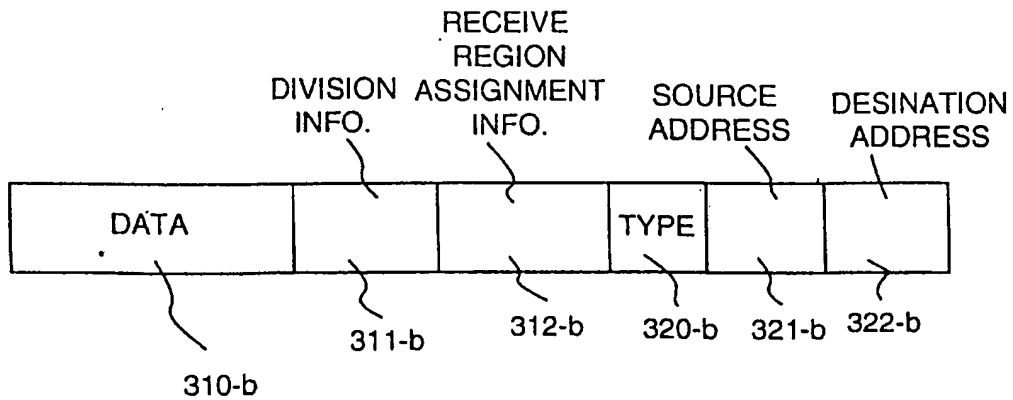 RECEIVE
REGION
DIVISION ASSIGNMENT
INFO. INFO.
SOURCE
ADDRESS
DESINATION
ADDRESS
DATA
TYPE
310-b
311-b
312-b
320-b
321-b
322-b